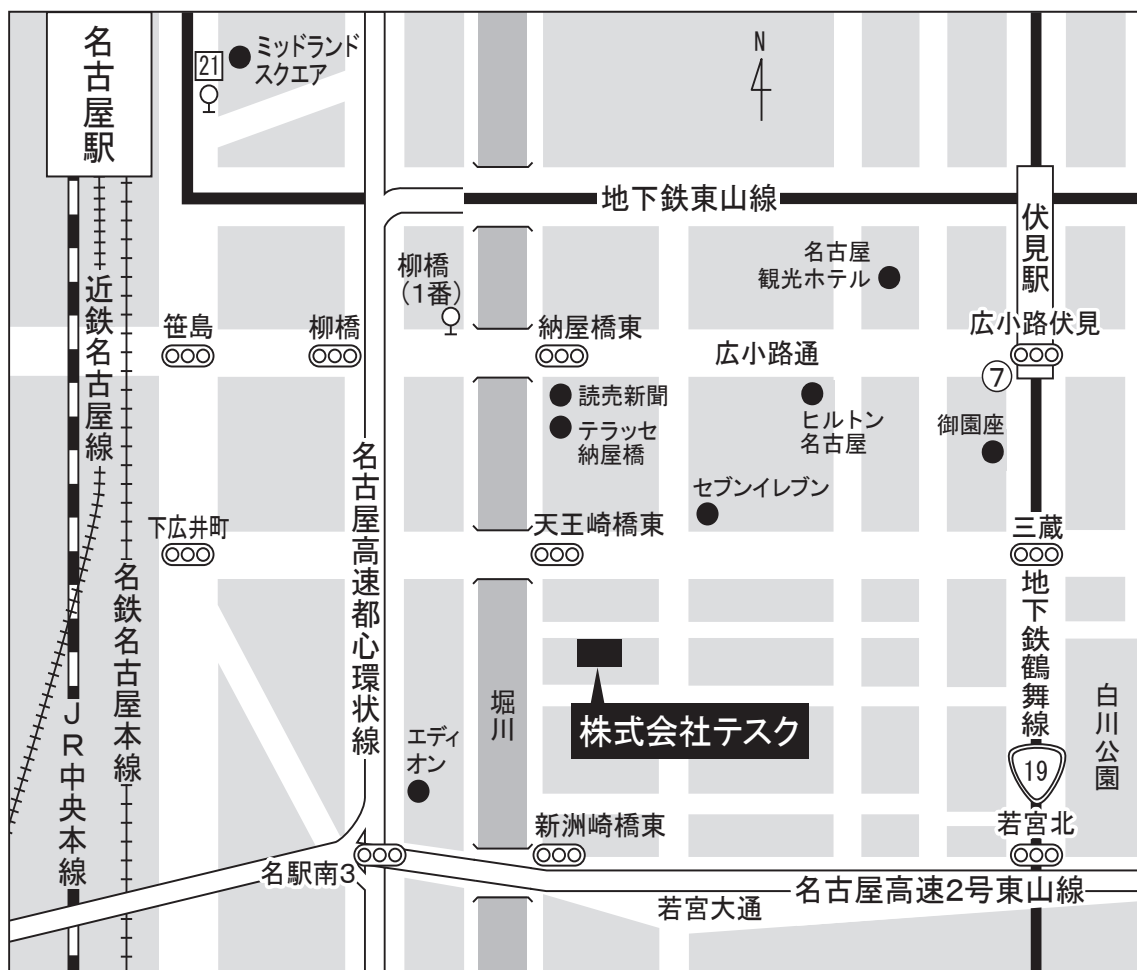 名古屋駅
21
ミッドランド
スクエア
N
地下鉄東山線
伏見駅
名古屋
観光ホテル
柳橋
(1番)
近鉄名古屋線
笹島
柳橋
納屋橋東
広小路通
広小路伏見
⑦
読売新聞
テラッセ
納屋橋
ヒルトン
名古屋
御園座
セブンイレブン
名古屋高速都心環状線
下広井町
天王崎橋東
三蔵
名鉄名古屋本線
地下鉄鶴舞線
堀川
株式会社テスク
白川公園
JR中央本線
エディ
オン
19
新洲崎橋東
若宮北
名駅南3
名古屋高速2号東山線
若宮大通